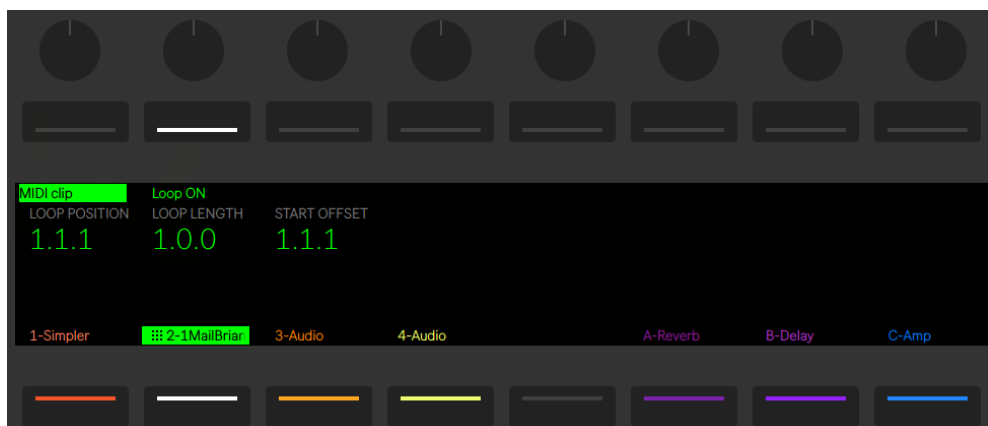 MIDI clip Loop ON
LOOP POSITION LOOP LENGTH START OFFSET
1.1.1 1.0.0 1.1.1
1-Simpler 2-1MailBrian 3-Audio 4-Audio A-Reverb B-Delay C-Amp